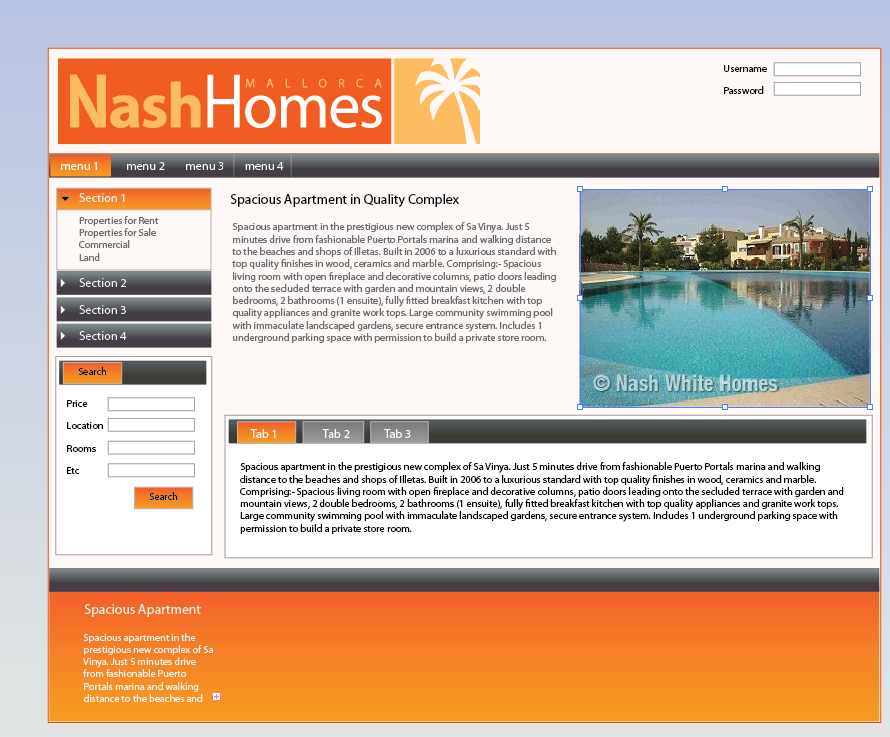 MALLORCA
NashHomes
Username
Password
menu 1
menu 2
menu 3
menu 4
Section 1
Properties for Rent
Properties for Sale
Commercial
Land
Section 2
Section 3
Section 4
Search
Price
Location
Rooms
Etc
Search
Spacious Apartment in Quality Complex
Spacious apartment in the prestigious new complex of Sa Vinya. Just 5
minutes drive from fashionable Puerto Portals marina and walking distance
to the beaches and shops of Illetas. Built in 2006 to a luxurious standard with
top quality finishes in wood, ceramics and marble. Comprising:- Spacious
living room with open fireplace and decorative columns, patio doors leading
onto the secluded terrace with garden and mountain views, 2 double
bedrooms, 2 bathrooms (1 ensuite), fully fitted breakfast kitchen with top
quality appliances and granite work tops. Large community swimming pool
with immaculate landscaped gardens, secure entrance system. Includes 1
underground parking space with permission to build a private store room.
© Nash White Homes
Tab 1
Tab 2
Tab 3
Spacious apartment in the prestigious new complex of Sa Vinya. Just 5 minutes drive from fashionable Puerto Portals marina and walking
distance to the beaches and shops of Illetas. Built in 2006 to a luxurious standard with top quality finishes in wood, ceramics and marble.
Comprising:- Spacious living room with open fireplace and decorative columns, patio doors leading onto the secluded terrace with garden and
mountain views, 2 double bedrooms, 2 bathrooms (1 ensuite), fully fitted breakfast kitchen with top quality appliances and granite work tops.
Large community swimming pool with immaculate landscaped gardens, secure entrance system. Includes 1 underground parking space with
permission to build a private store room.
Spacious Apartment
Spacious apartment in the
prestigious new complex of Sa
Vinya. Just 5 minutes drive
from fashionable Puerto
Portals marina and walking
distance to the beaches and